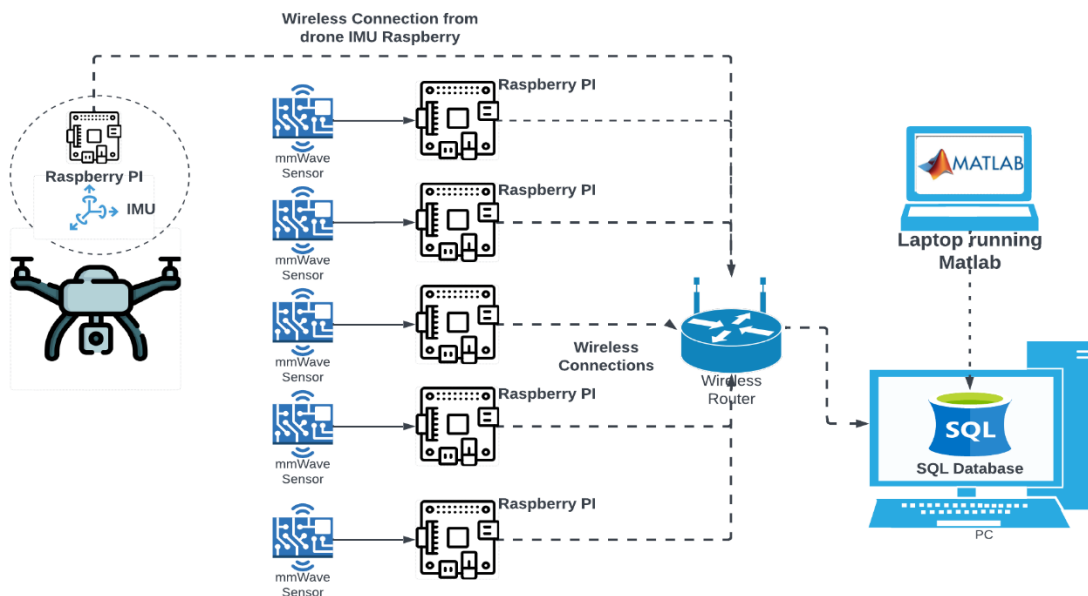 Wireless Connection from
drone IMU Raspberry
Raspberry PI
IMU
mmWave
Sensor
Raspberry PI
mmWave
Sensor
Raspberry PI
mmWave
Sensor
Raspberry PI
mmWave
Sensor
Raspberry PI
mmWave
Sensor
Raspberry PI
Wireless
Connections
Wireless
Router
MATLAB
Laptop running
Matlab
SQL
SQL Database
PC